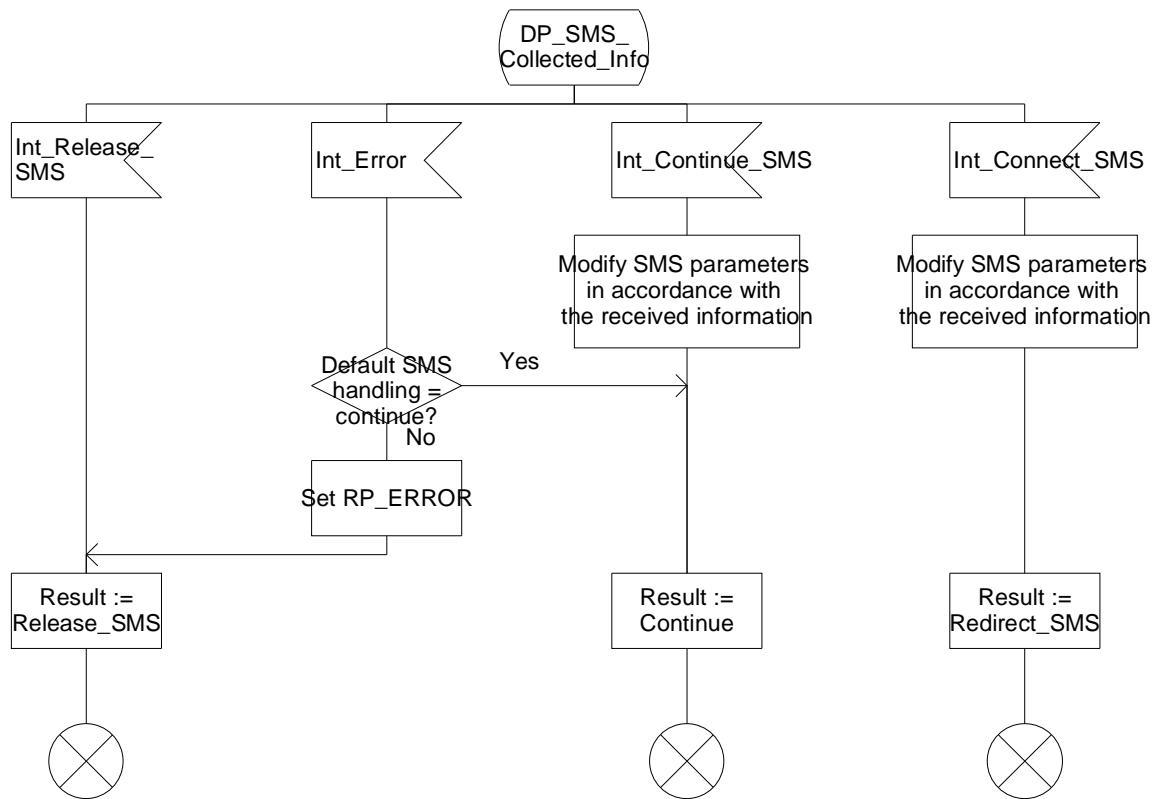 DP_SMS_
Collected_Info
Int_Release_
SMS
Int_Error
Int_Continue_SMS
Int_Connect_SMS
Modify SMS parameters
in accordance with
the received information
Modify SMS parameters
in accordance with
the received information
Default SMS
handling =
continue?
Yes
No
Set RP_ERROR
Result :=
Release_SMS
Result :=
Continue
Result :=
Redirect_SMS